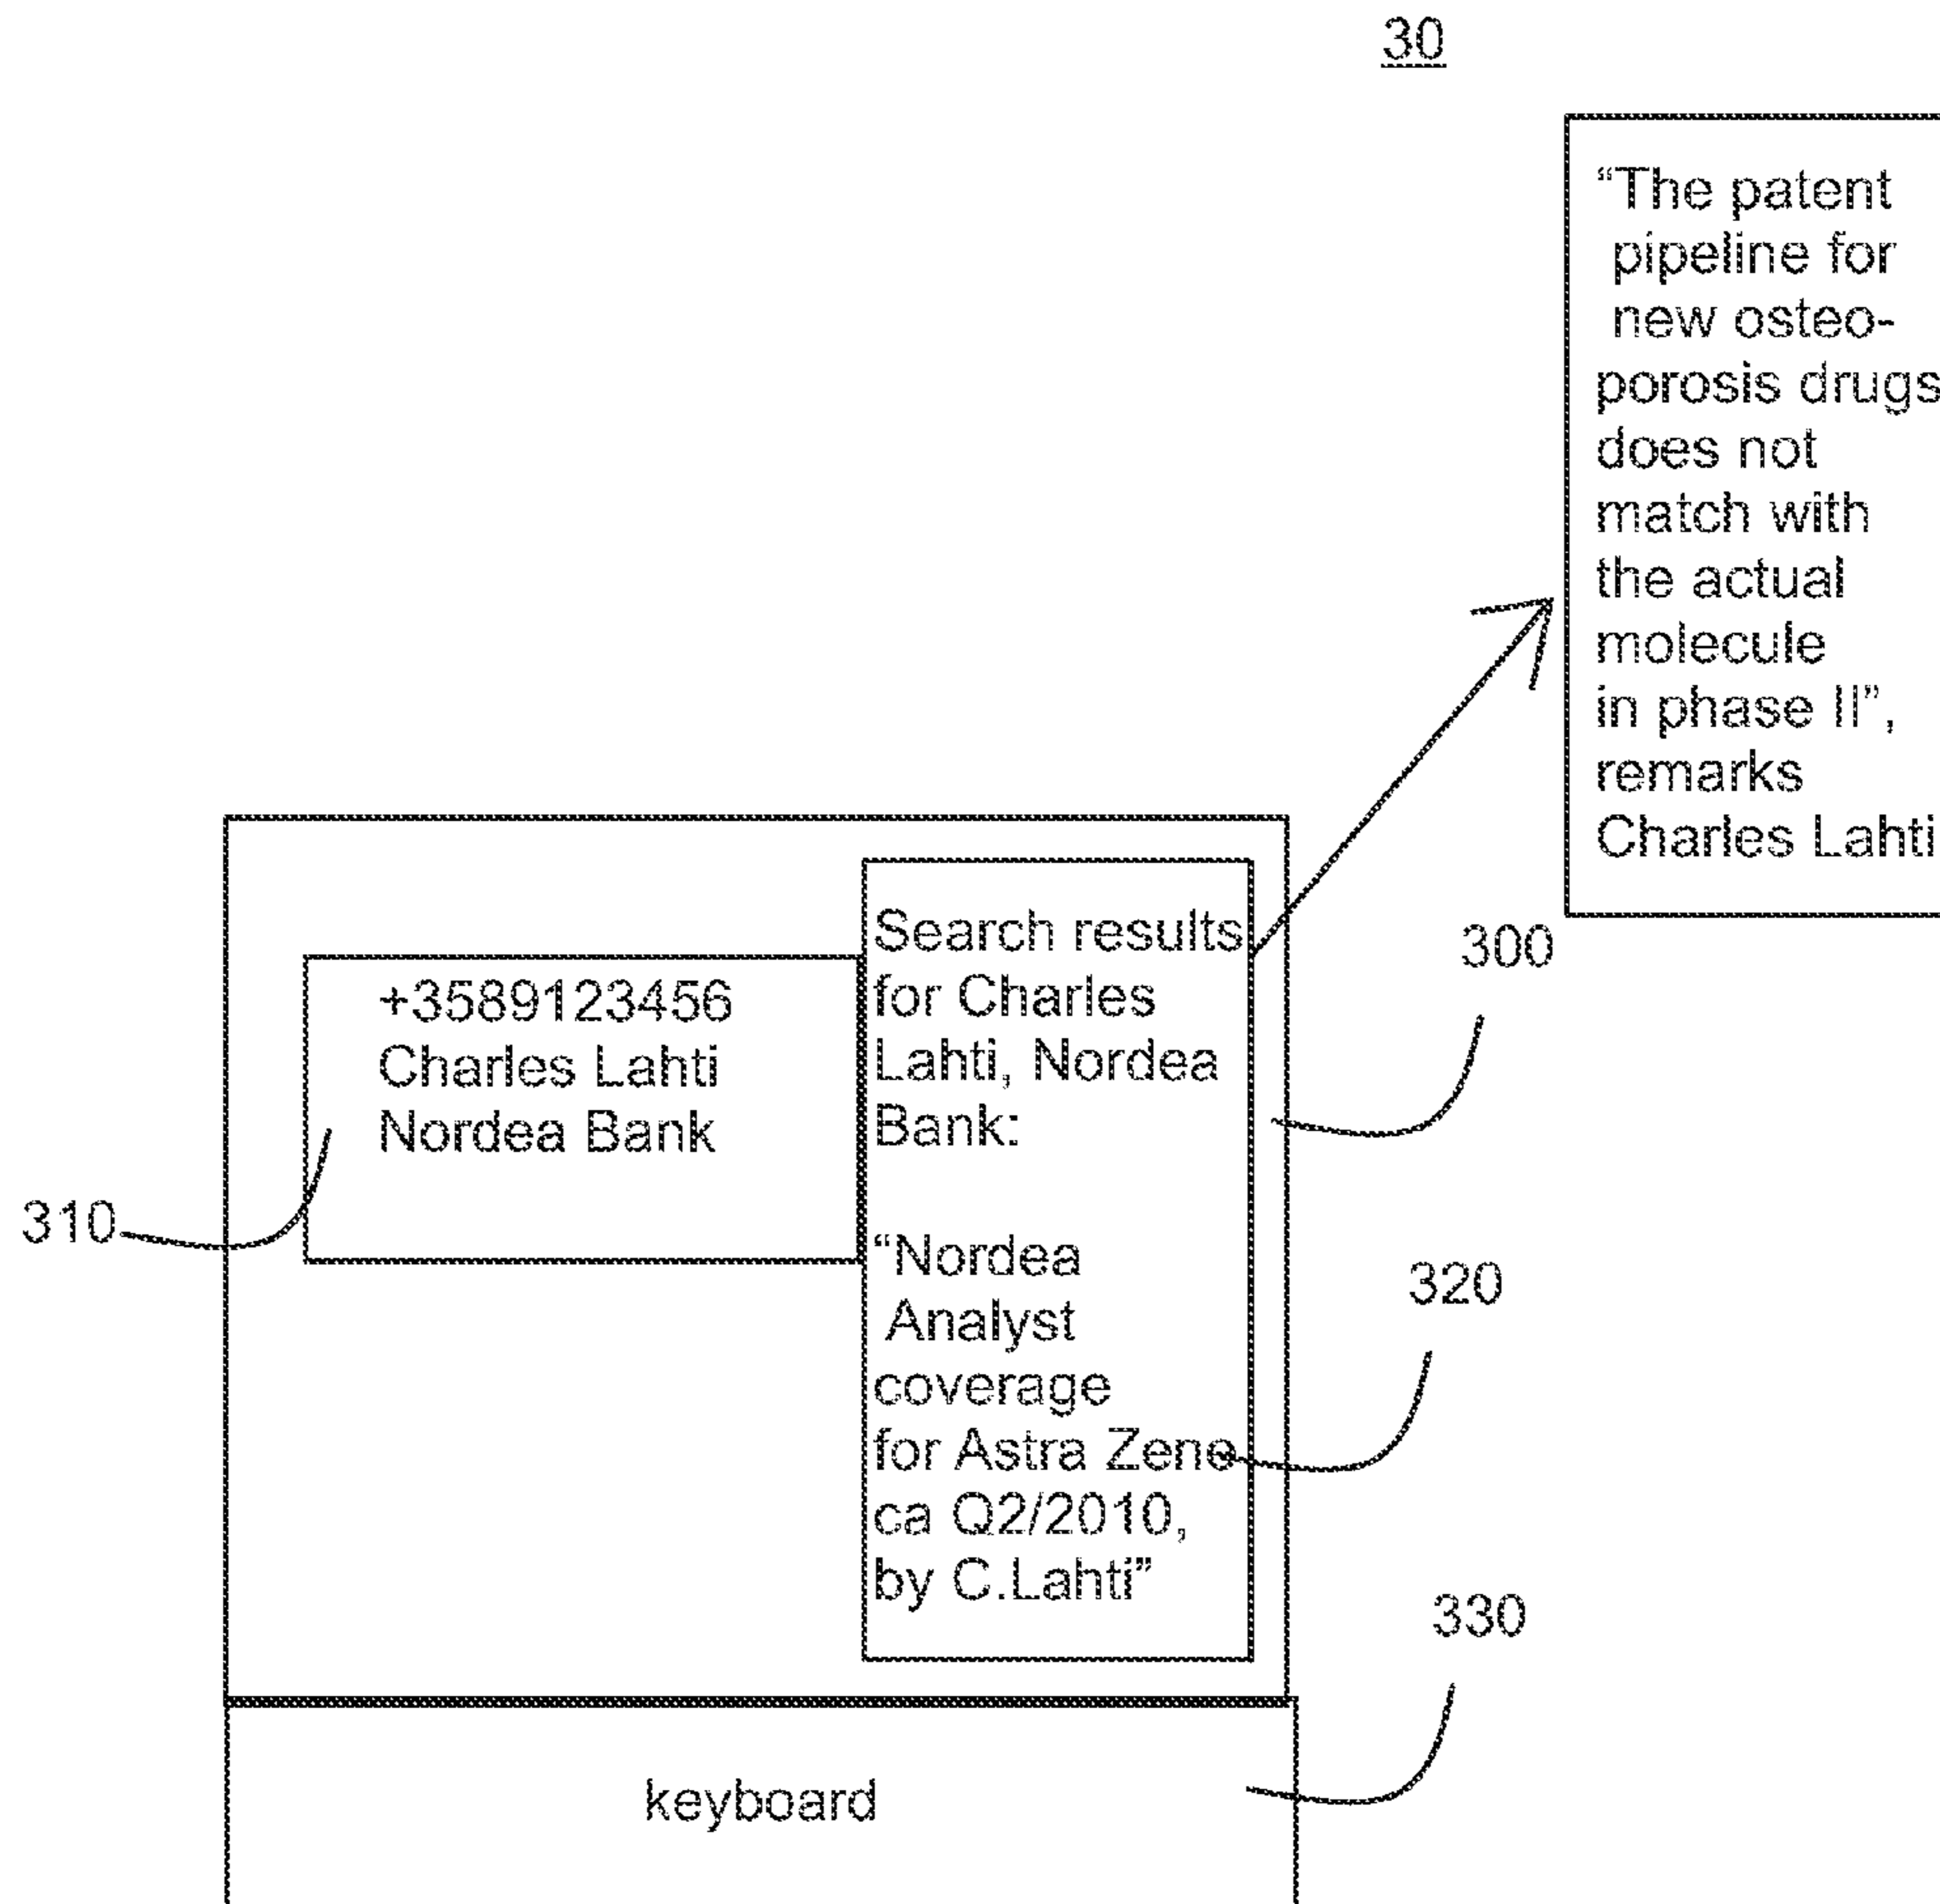 30
“The patent
pipeline for
new osteo-
porosis drugs
does not
match with
the actual
molecule
in phase II”,
remarks
Charles Lahti
300
+3589123456
Charles Lahti
Nordea Bank
310
Search results
for Charles
Lahti, Nordea
Bank:
“Nordea
Analyst
coverage
for Astra Zene
ca Q2/2010,
by C.Lahti”
320
330
keyboard